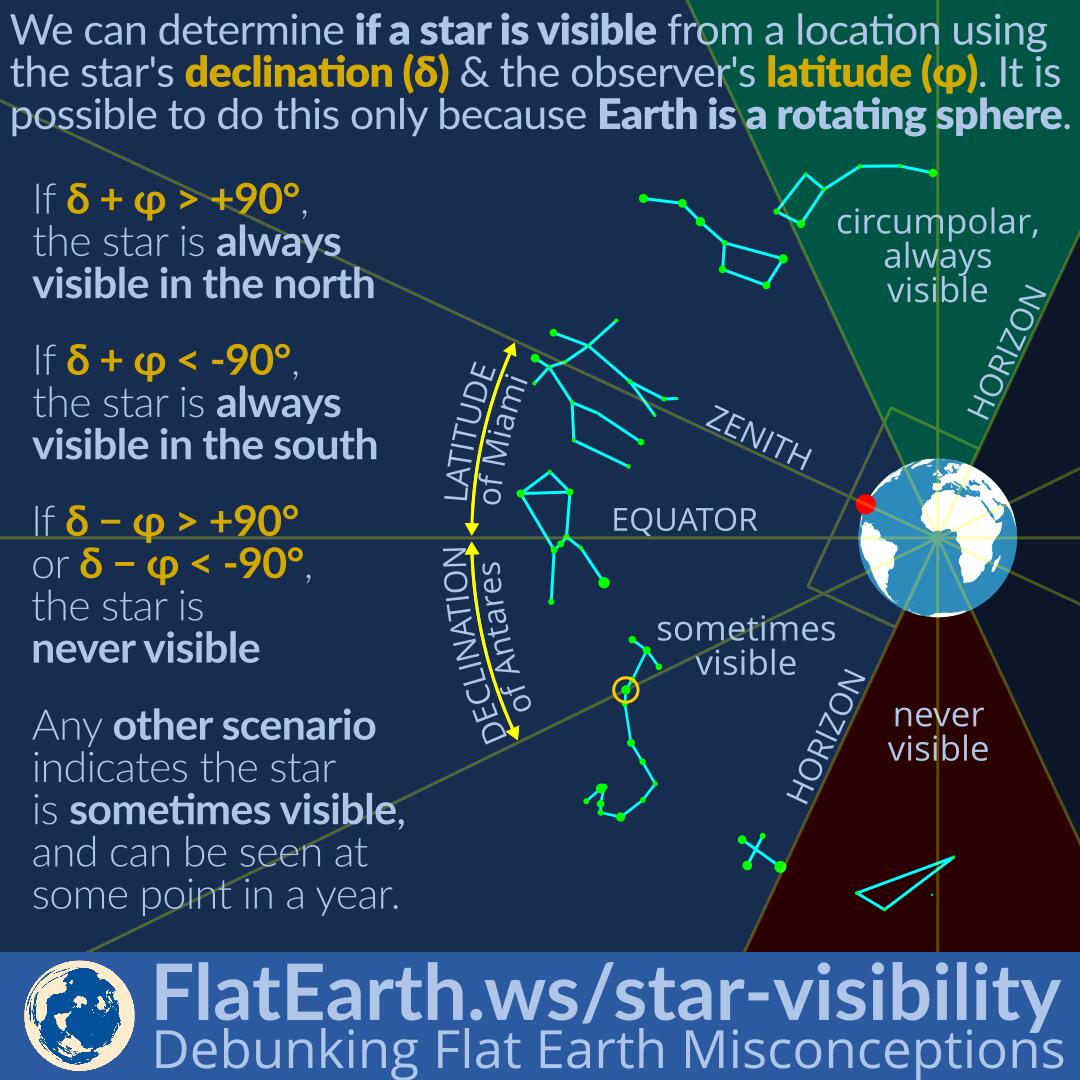 We can determine if a star is visible from a location using
the star's declination (δ) & the observer's latitude (φ). It is
possible to do this only because Earth is a rotating sphere.
If δ + φ > +90°,
the star is always
visible in the north
If δ + φ < -90°,
the star is always
visible in the south
If δ − φ > +90°
or δ − φ < -90°,
the star is
never visible
Any other scenario
indicates the star
is sometimes visible,
and can be seen at
some point in a year.
circumpolar,
always
visible
HORIZON
LATITUDE
of Miami
ZENITH
EQUATOR
DECLINATION
of Antares
sometimes
visible
HORIZON
never
visible
FlatEarth.ws/star-visibility
Debunking Flat Earth Misconceptions